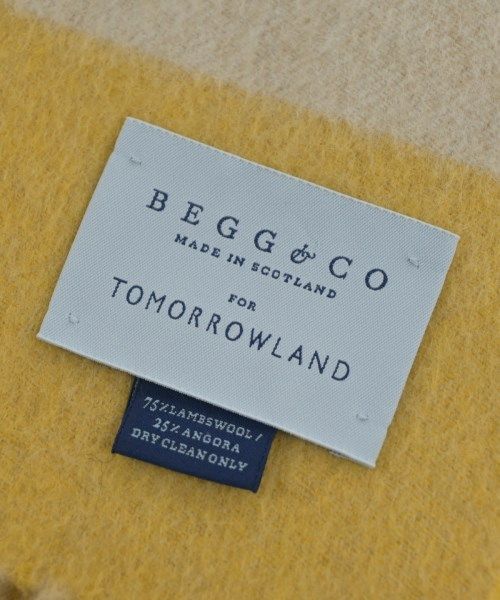 BEGG & CO
MADE IN SCOTLAND
FOR
TOMORROWLAND
75% LAMBSWOOL /
25% ANGORA
DRY CLEAN ONLY